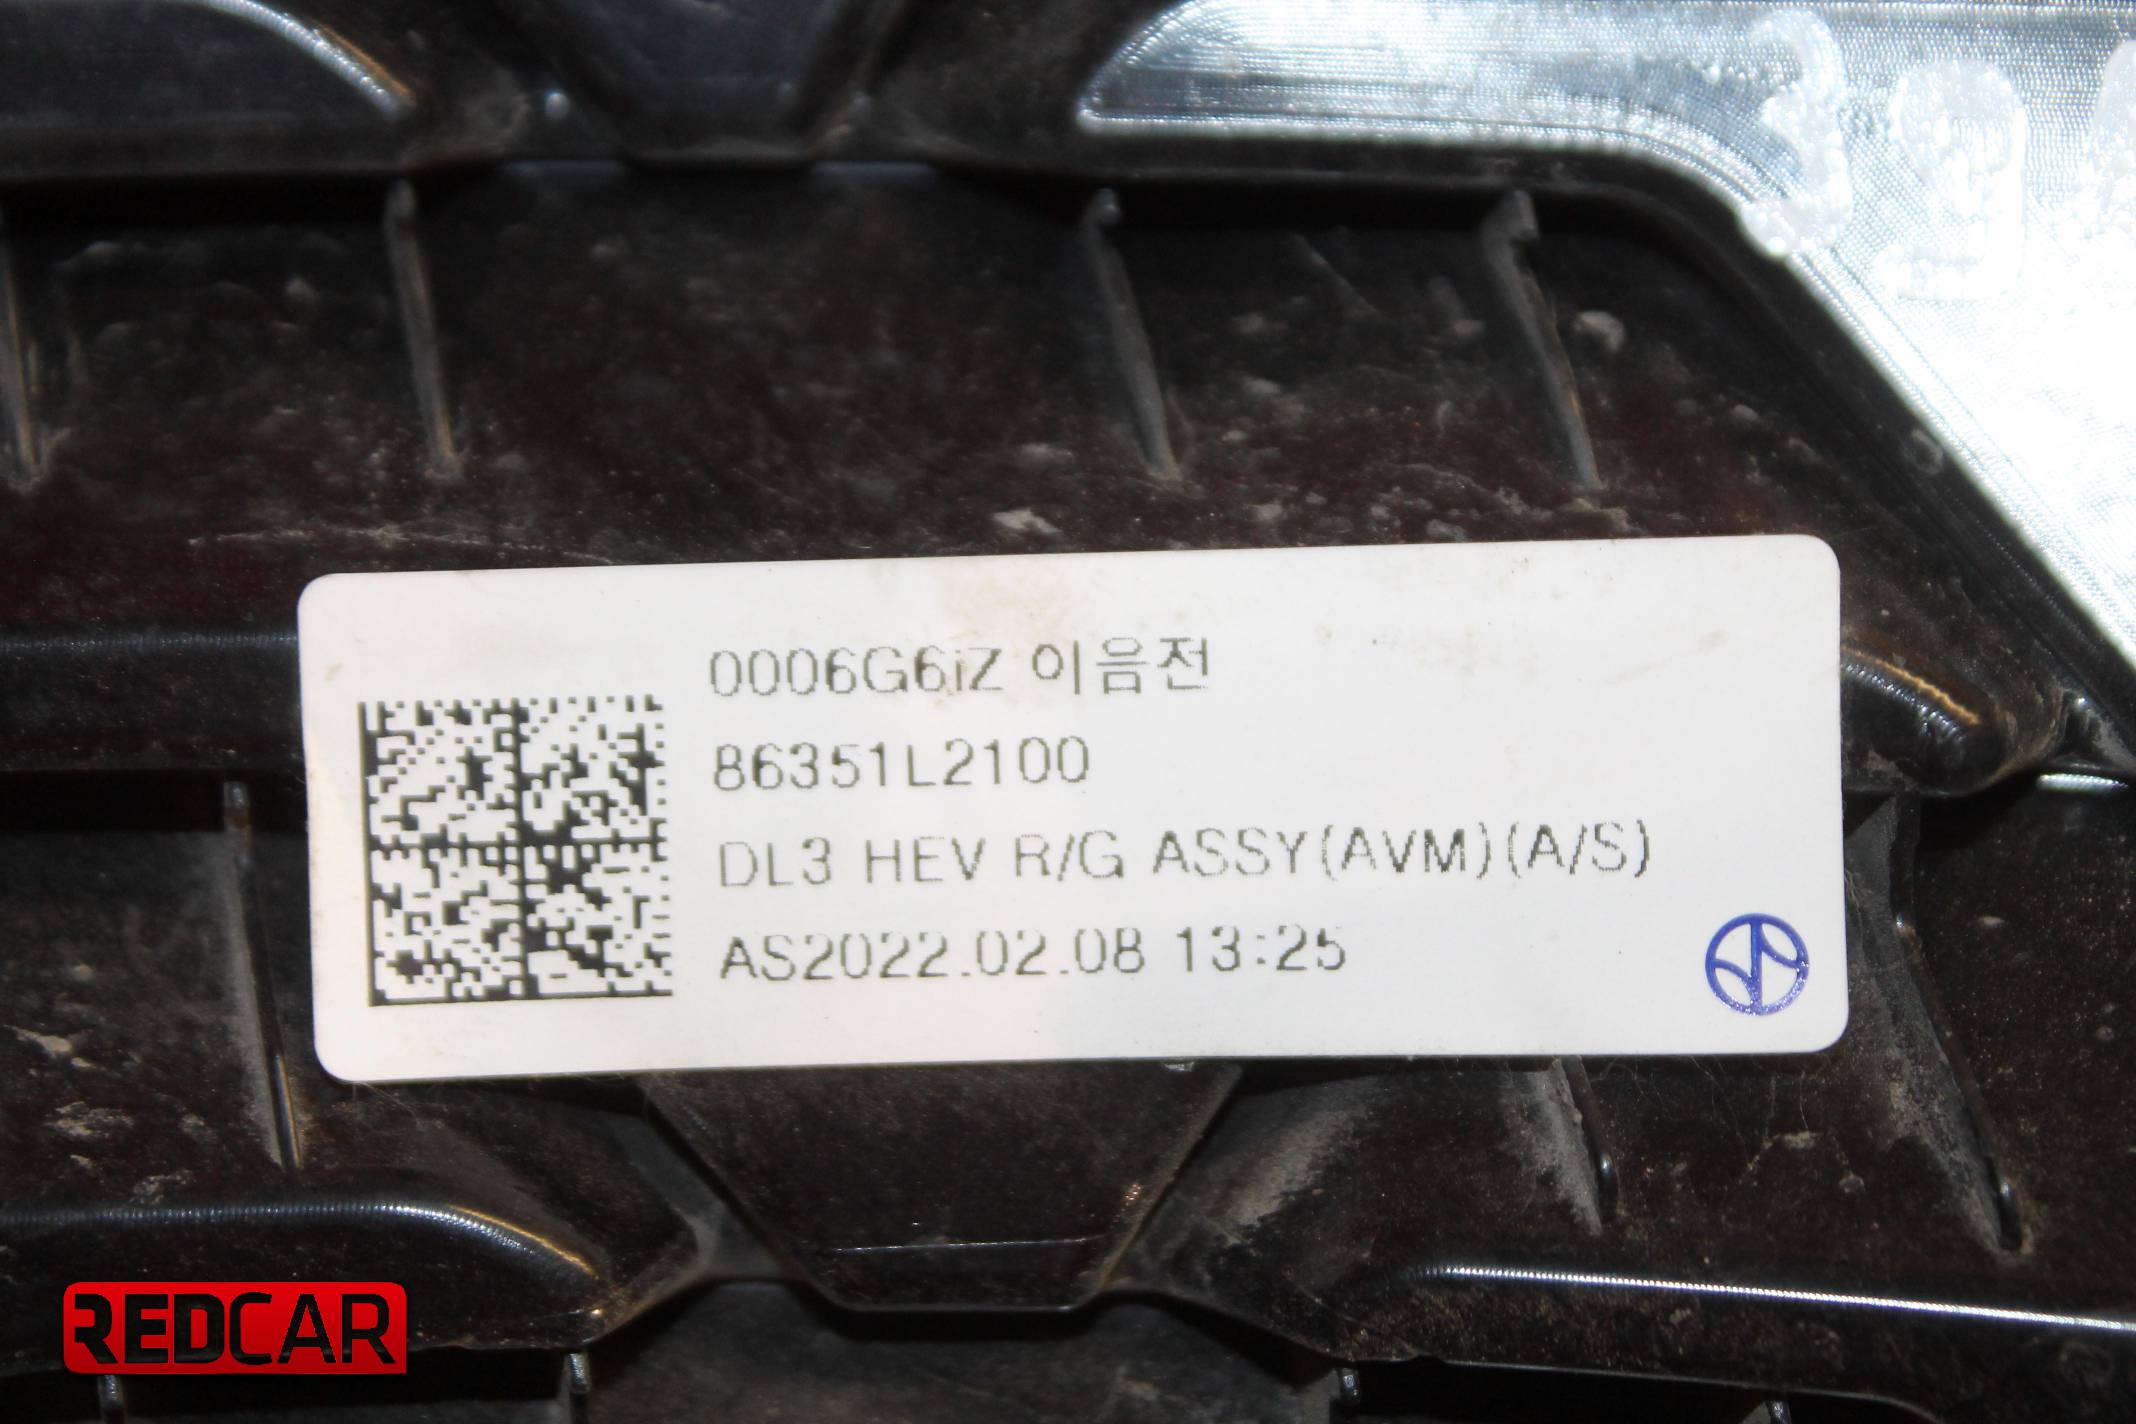 0006G6iZ 이음전
86351L2100
DL3 HEV R/G ASSY(AVM)(A/S)
AS2022.02.08 13:25
REDCAR